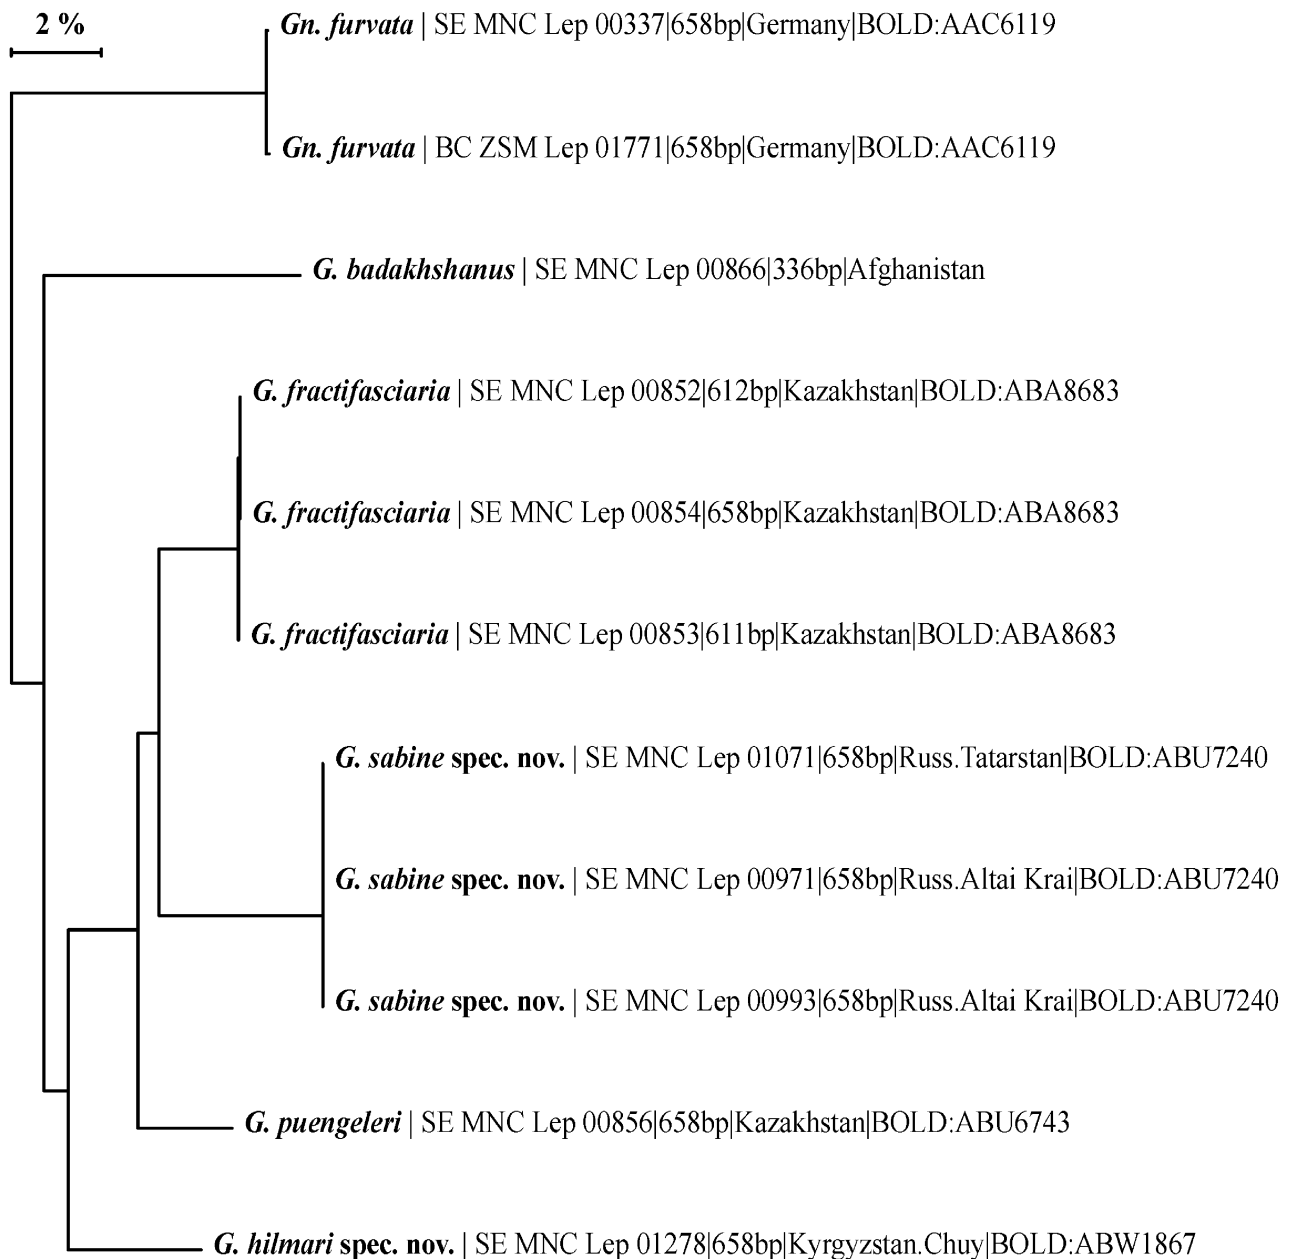 2 %
Gn. furvata | SE MNC Lep 00337|658bp|Germany|BOLD:AAC6119
Gn. furvata | BC ZSM Lep 01771|658bp|Germany|BOLD:AAC6119
G. badakhshanus | SE MNC Lep 00866|336bp|Afghanistan
G. fractifasciaria | SE MNC Lep 00852|612bp|Kazakhstan|BOLD:ABA8683
G. fractifasciaria | SE MNC Lep 00854|658bp|Kazakhstan|BOLD:ABA8683
G. fractifasciaria | SE MNC Lep 00853|611bp|Kazakhstan|BOLD:ABA8683
G. sabine spec. nov. | SE MNC Lep 01071|658bp|Russ.Tatarstan|BOLD:ABU7240
G. sabine spec. nov. | SE MNC Lep 00971|658bp|Russ.Altai Krai|BOLD:ABU7240
G. sabine spec. nov. | SE MNC Lep 00993|658bp|Russ.Altai Krai|BOLD:ABU7240
G. puengeleri | SE MNC Lep 00856|658bp|Kazakhstan|BOLD:ABU6743
G. hilmari spec. nov. | SE MNC Lep 01278|658bp|Kyrgyzstan.Chuy|BOLD:ABW1867